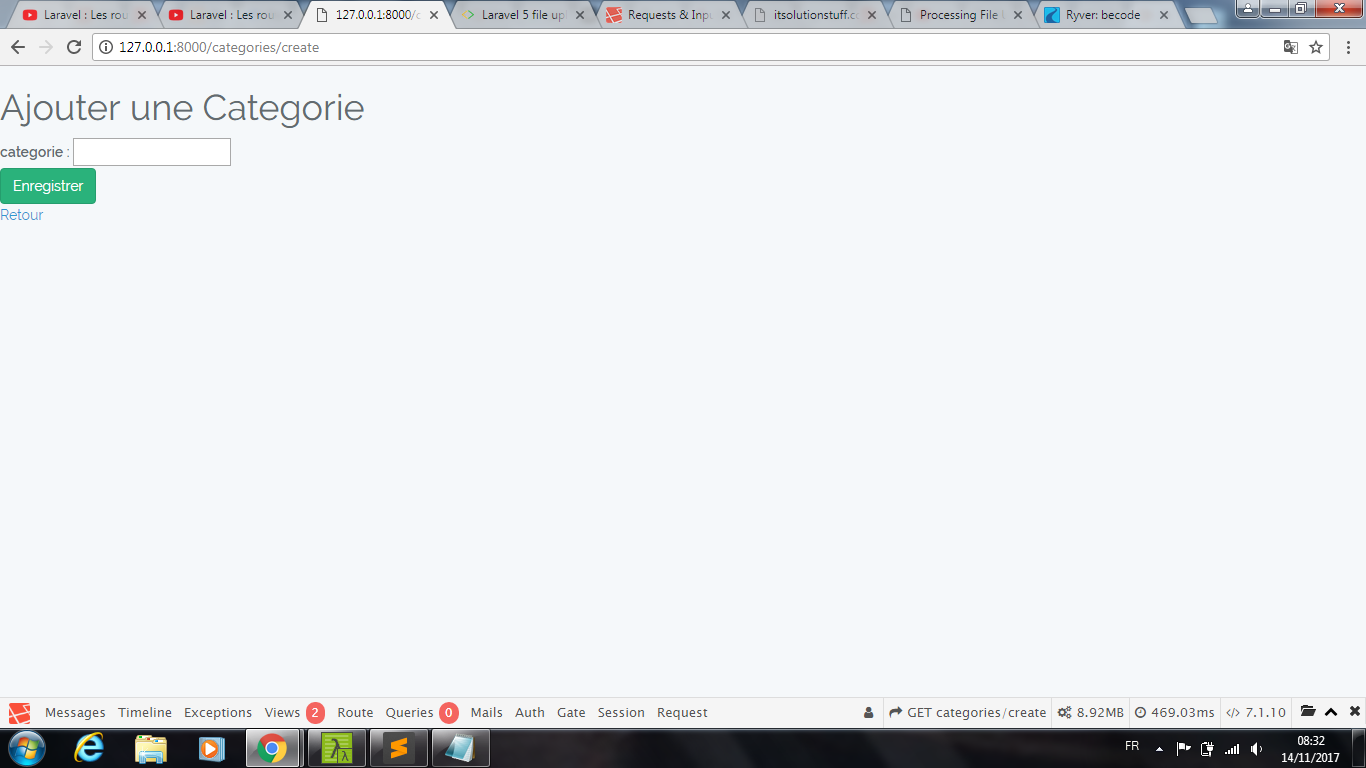 Laravel : Les rou
Laravel : Les rou
127.0.0.1:8000/c
Laravel 5 file up
Requests & Inpu
itsolutionstuff.co
Processing File
Ryver: becode
127.0.0.1:8000/categories/create
Ajouter une Categorie
categorie :
Enregistrer
Retour
Messages Timeline Exceptions Views 2 Route Queries 0 Mails Auth Gate Session Request GET categories/create 8.92MB 469.03ms 7.1.10
FR
08:32
14/11/2017